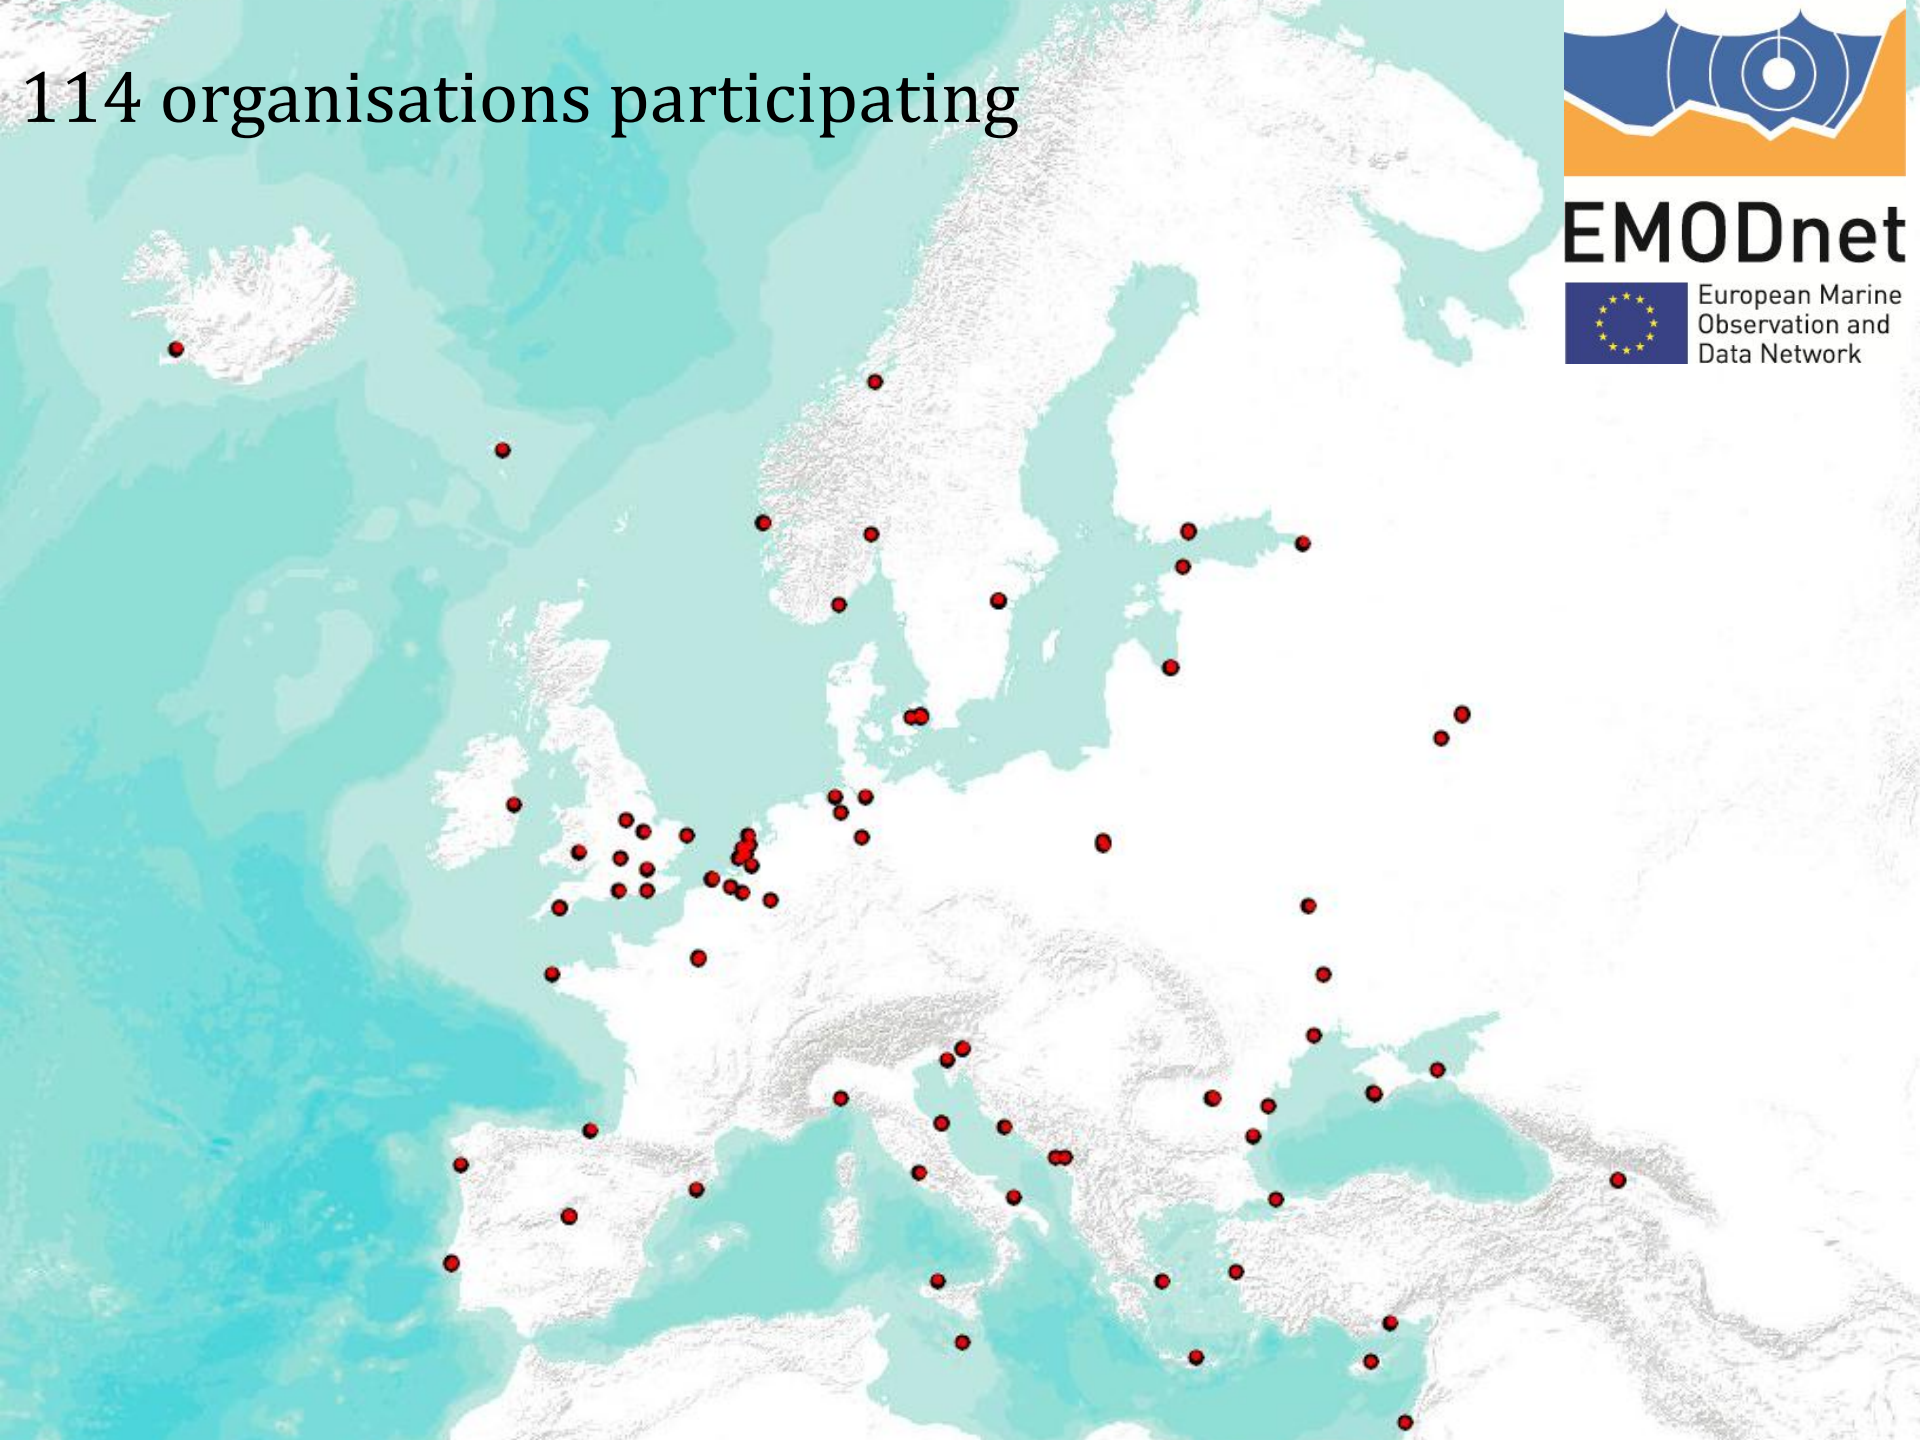 114 organisations participating
EMODnet
European Marine
Observation and
Data Network